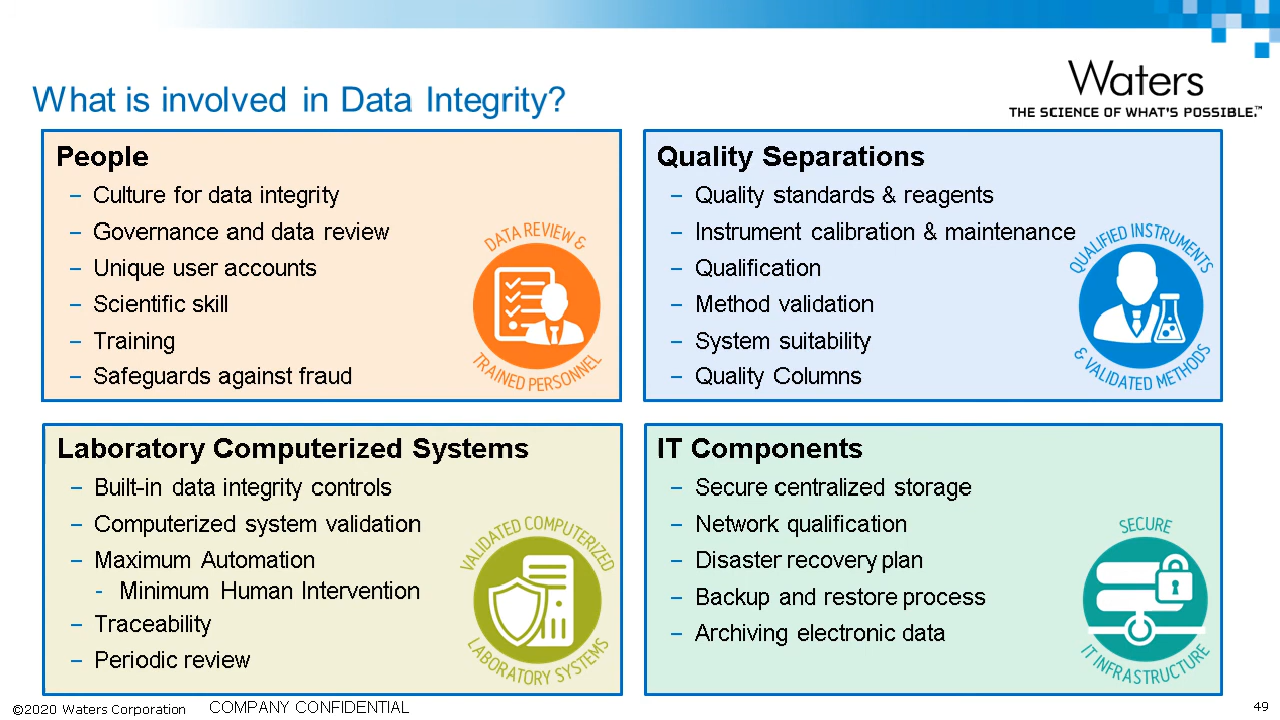 Waters
THE SCIENCE OF WHAT'S POSSIBLE.™
What is involved in Data Integrity?
People
– Culture for data integrity
– Governance and data review
– Unique user accounts
– Scientific skill
– Training
– Safeguards against fraud
DATA REVIEW &
TRAINED PERSONNEL
Quality Separations
– Quality standards & reagents
– Instrument calibration & maintenance
– Qualification
– Method validation
– System suitability
– Quality Columns
QUALIFIED INSTRUMENTS
& VALIDATED METHODS
Laboratory Computerized Systems
– Built-in data integrity controls
– Computerized system validation
– Maximum Automation
- Minimum Human Intervention
– Traceability
– Periodic review
VALIDATED COMPUTERIZED
LABORATORY SYSTEMS
IT Components
– Secure centralized storage
– Network qualification
– Disaster recovery plan
– Backup and restore process
– Archiving electronic data
SECURE
IT INFRASTRUCTURE
©2020 Waters Corporation COMPANY CONFIDENTIAL 49